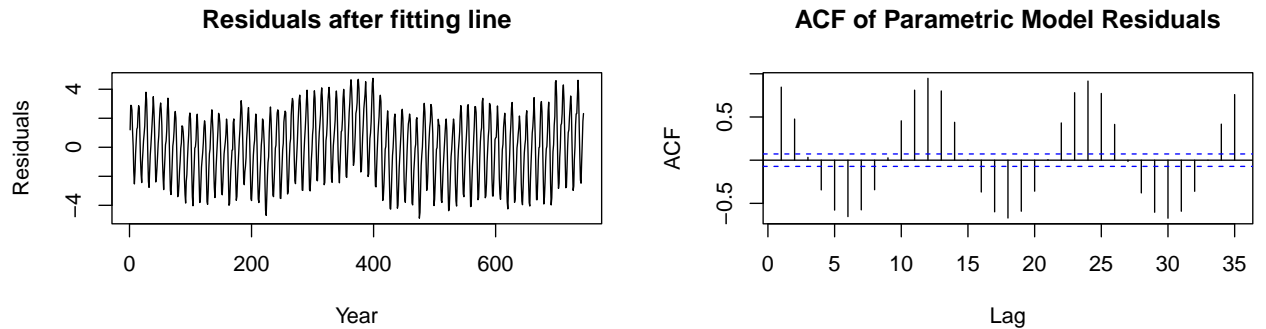 Residuals after fitting line
Residuals
4
0
−4
0 200 400 600
Year
ACF of Parametric Model Residuals
ACF
0.5
−0.5
0 5 10 15 20 25 30 35
Lag